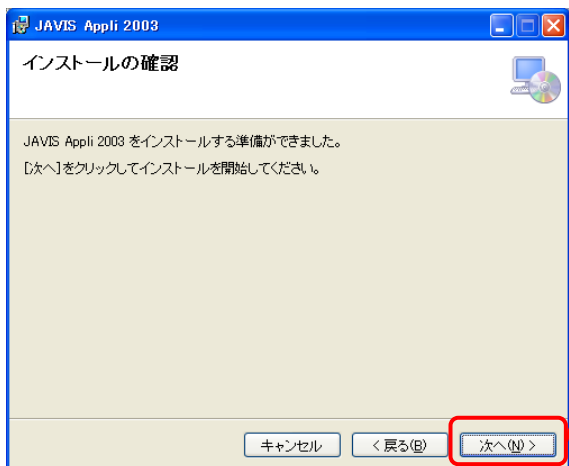 JAVIS Appli 2003
インストールの確認
JAVIS Appli 2003 をインストールする準備ができました。
[次へ]をクリックしてインストールを開始してください。
キャンセル
< 戻る(B)
次へ(N) >